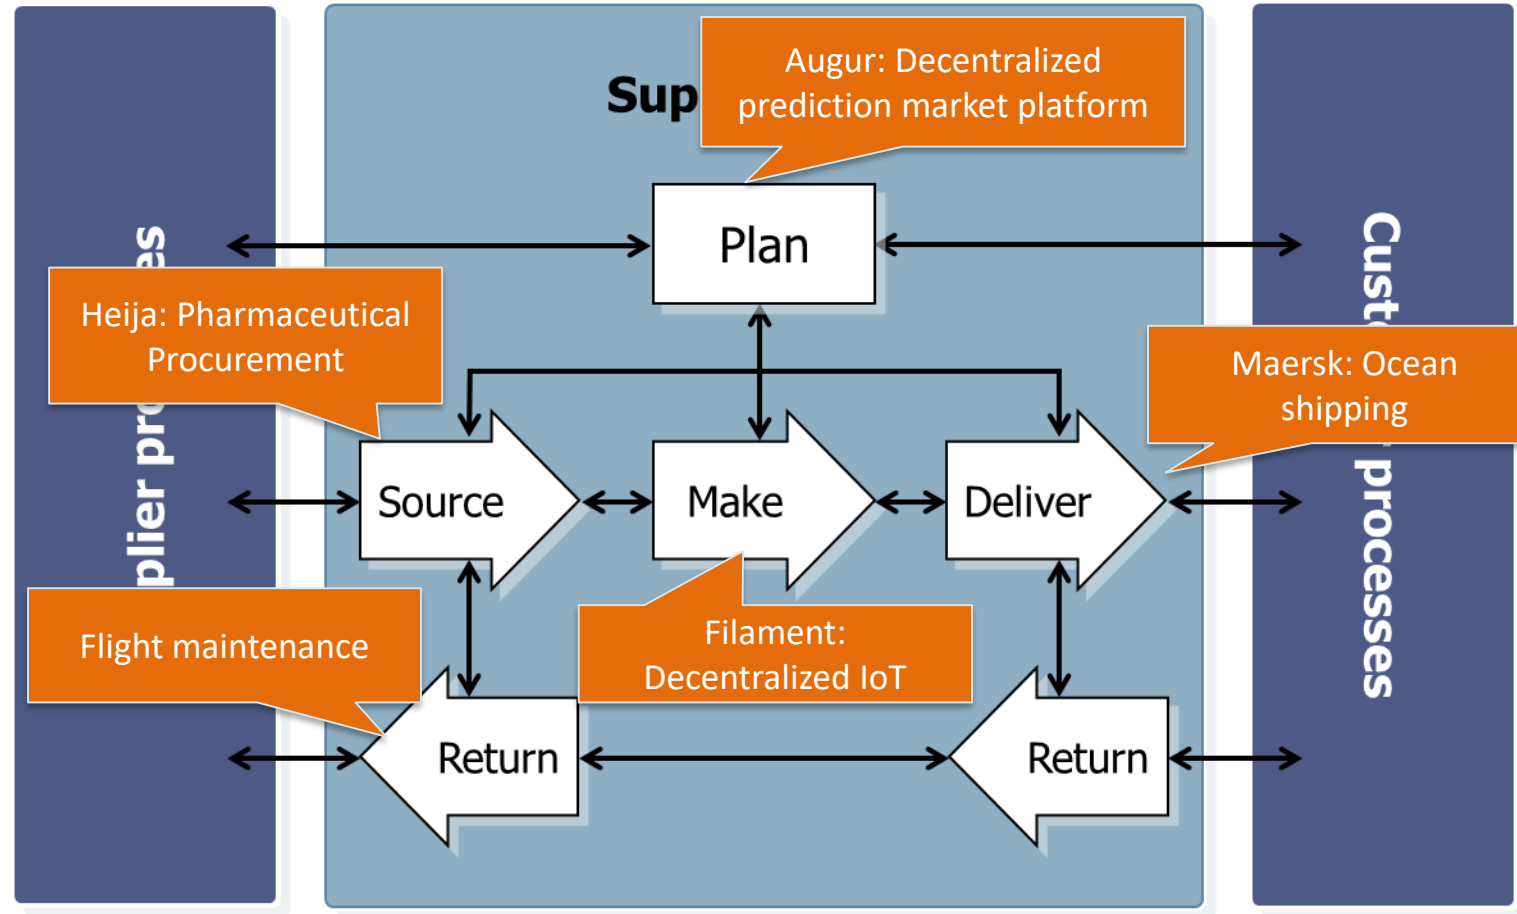 Augur: Decentralized
prediction market platform
Plan
Heija: Pharmaceutical
Procurement
Maersk: Ocean
shipping
Source
Make
Deliver
processes
Flight maintenance
Filament:
Decentralized IoT
Return
Return